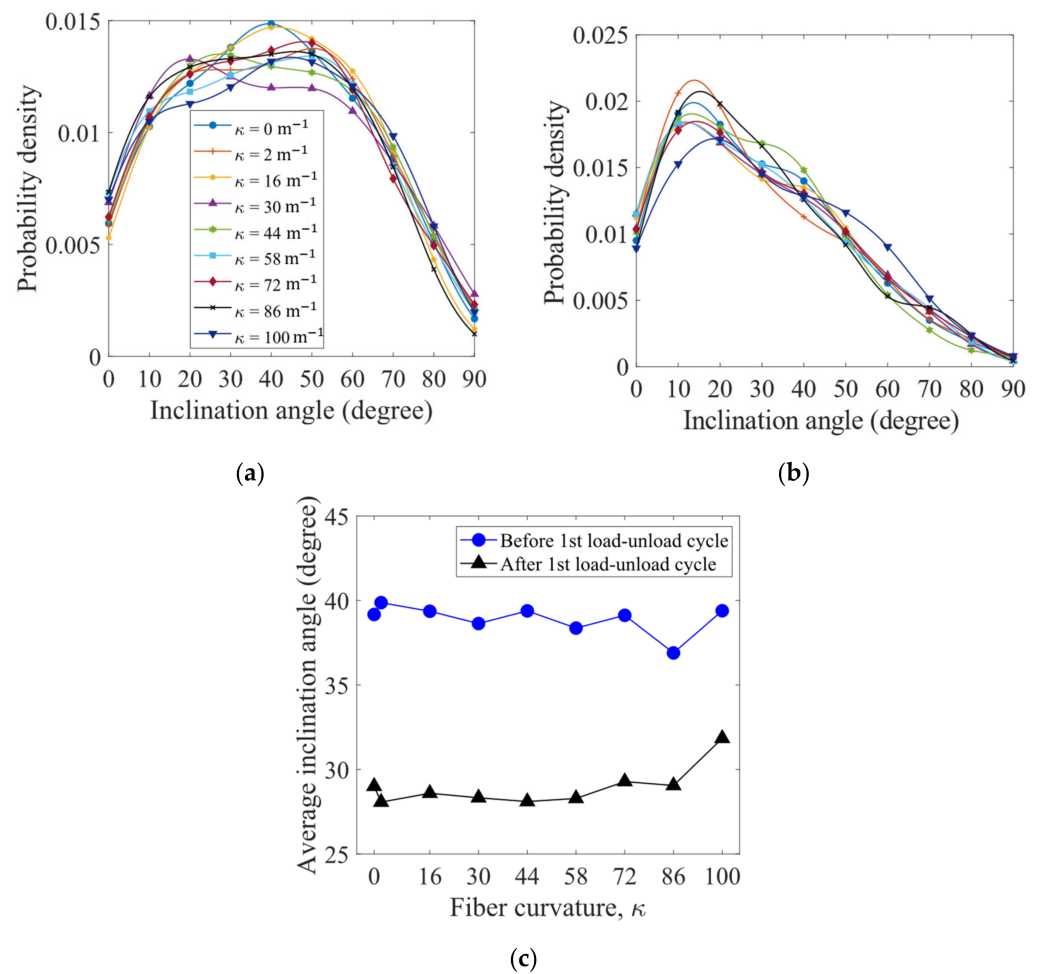 Probability density
0.015
0.01
0.005
0
κ = 0 m⁻¹
κ = 2 m⁻¹
κ = 16 m⁻¹
κ = 30 m⁻¹
κ = 44 m⁻¹
κ = 58 m⁻¹
κ = 72 m⁻¹
κ = 86 m⁻¹
κ = 100 m⁻¹
0 10 20 30 40 50 60 70 80 90
Inclination angle (degree)
(a)
Probability density
0.025
0.02
0.015
0.01
0.005
0
0 10 20 30 40 50 60 70 80 90
Inclination angle (degree)
(b)
Average inclination angle (degree)
45
40
35
30
25
Before 1st load-unload cycle
After 1st load-unload cycle
0 16 30 44 58 72 86 100
Fiber curvature, κ
(c)